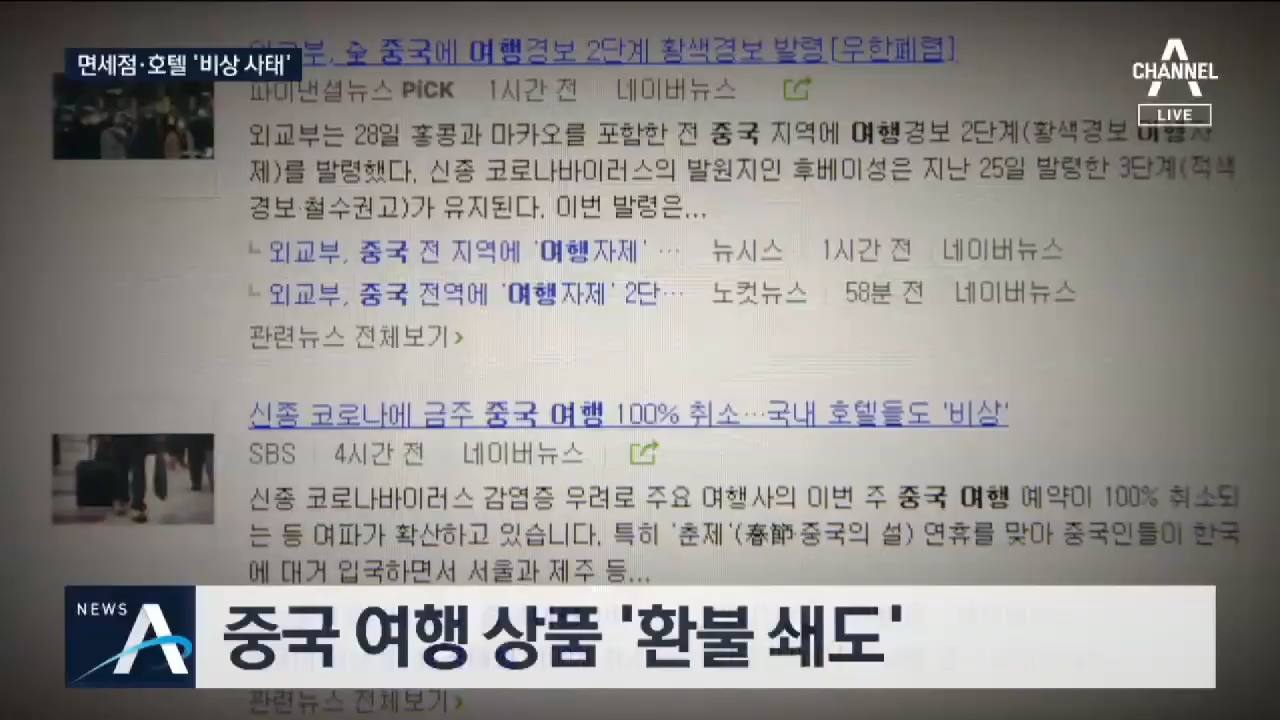 면세점·호텔 '비상 사태'
CHANNEL A
LIVE
외교부, 全 중국에 여행경보 2단계 황색경보 발령[우한폐렴]
파이낸셜뉴스 PiCK 1시간 전 네이버뉴스
외교부는 28일 홍콩과 마카오를 포함한 전 중국 지역에 여행경보 2단계(황색경보 여행자
제)를 발령했다. 신종 코로나바이러스의 발원지인 후베이성은 지난 25일 발령한 3단계(적색
경보·철수권고)가 유지된다. 이번 발령은...
ㄴ 외교부, 중국 전 지역에 '여행자제' … 뉴시스 1시간 전 네이버뉴스
ㄴ 외교부, 중국 전역에 '여행자제' 2단… 노컷뉴스 58분 전 네이버뉴스
관련뉴스 전체보기 >
신종 코로나에 금주 중국 여행 100% 취소…국내 호텔들도 '비상'
SBS 4시간 전 네이버뉴스
신종 코로나바이러스 감염증 우려로 주요 여행사의 이번 주 중국 여행 예약이 100% 취소되
는 등 여파가 확산하고 있습니다. 특히 '춘제'(春節·중국의 설) 연휴를 맞아 중국인들이 한국
에 대거 입국하면서 서울과 제주 등...
NEWS A
중국 여행 상품 '환불 쇄도'
관련뉴스 전체보기 >